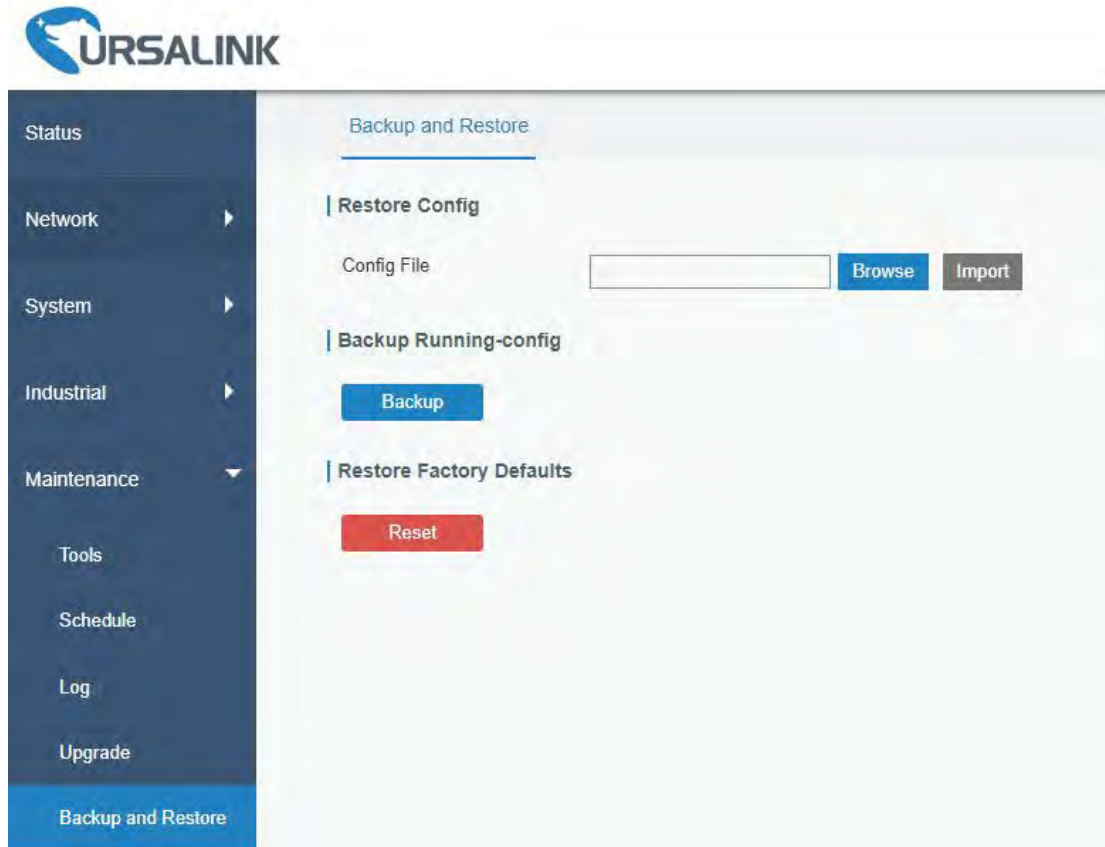 URSALINK
Status
Backup and Restore
Restore Config
Network
Config File
Browse
Import
System
Backup Running-config
Industrial
Backup
Maintenance
Restore Factory Defaults
Reset
Tools
Schedule
Log
Upgrade
Backup and Restore